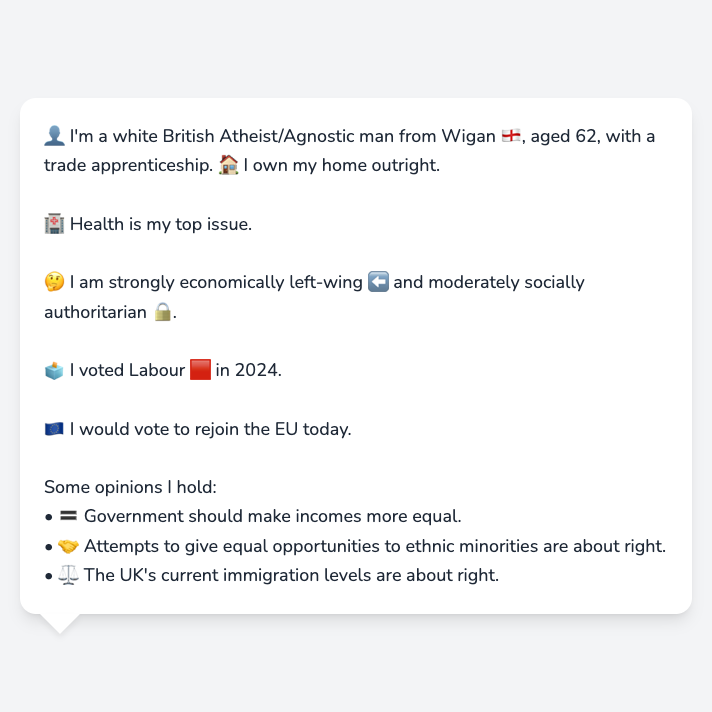 👤 I'm a white British Atheist/Agnostic man from Wigan 🏴󠁧󠁢󠁥󠁮󠁧󠁿, aged 62, with a
trade apprenticeship. 🏠 I own my home outright.
🏥 Health is my top issue.
🤔 I am strongly economically left-wing ⬅️ and moderately socially
authoritarian 🔒.
🗳️ I voted Labour 🟥 in 2024.
🇪🇺 I would vote to rejoin the EU today.
Some opinions I hold:
• 🟰 Government should make incomes more equal.
• 🤝 Attempts to give equal opportunities to ethnic minorities are about right.
• ⚖️ The UK's current immigration levels are about right.